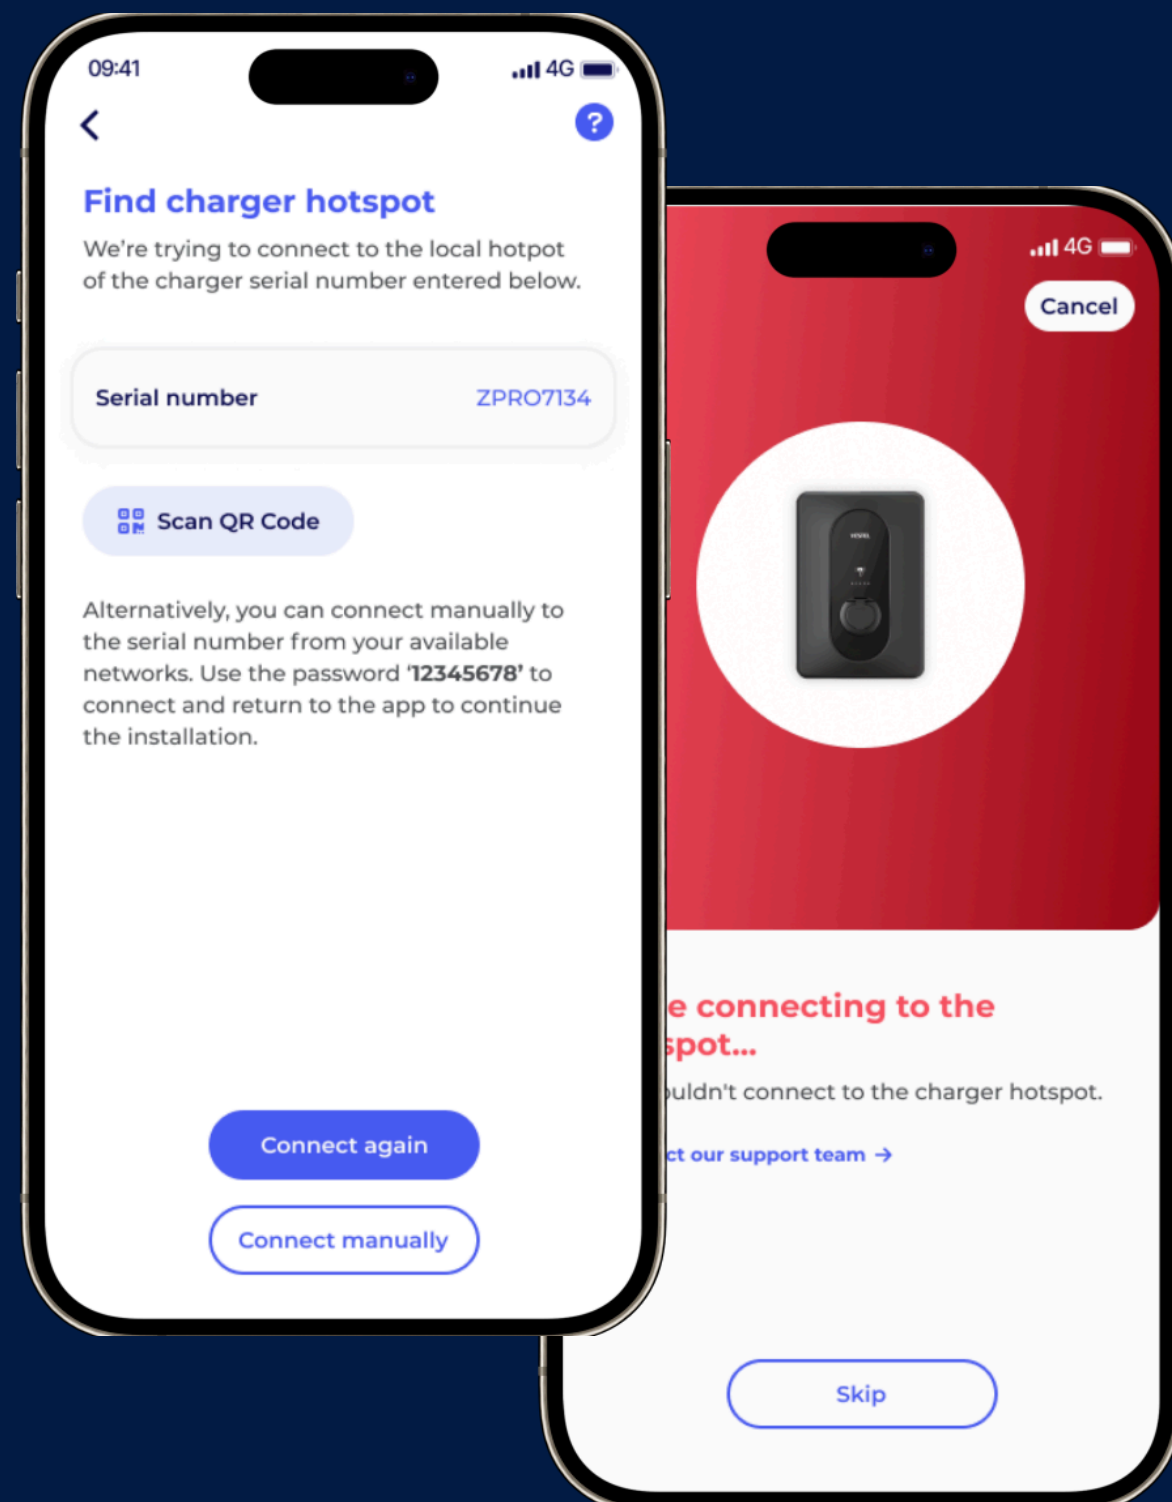 09:41
4G
?
Find charger hotspot
We're trying to connect to the local hotpot
of the charger serial number entered below.
Serial number ZPRO7134
Scan QR Code
Alternatively, you can connect manually to
the serial number from your available
networks. Use the password ‘12345678’ to
connect and return to the app to continue
the installation.
Connect again
Connect manually
4G
Cancel
connecting to the
spot...
connect to the charger hotspot.
our support team →
Skip